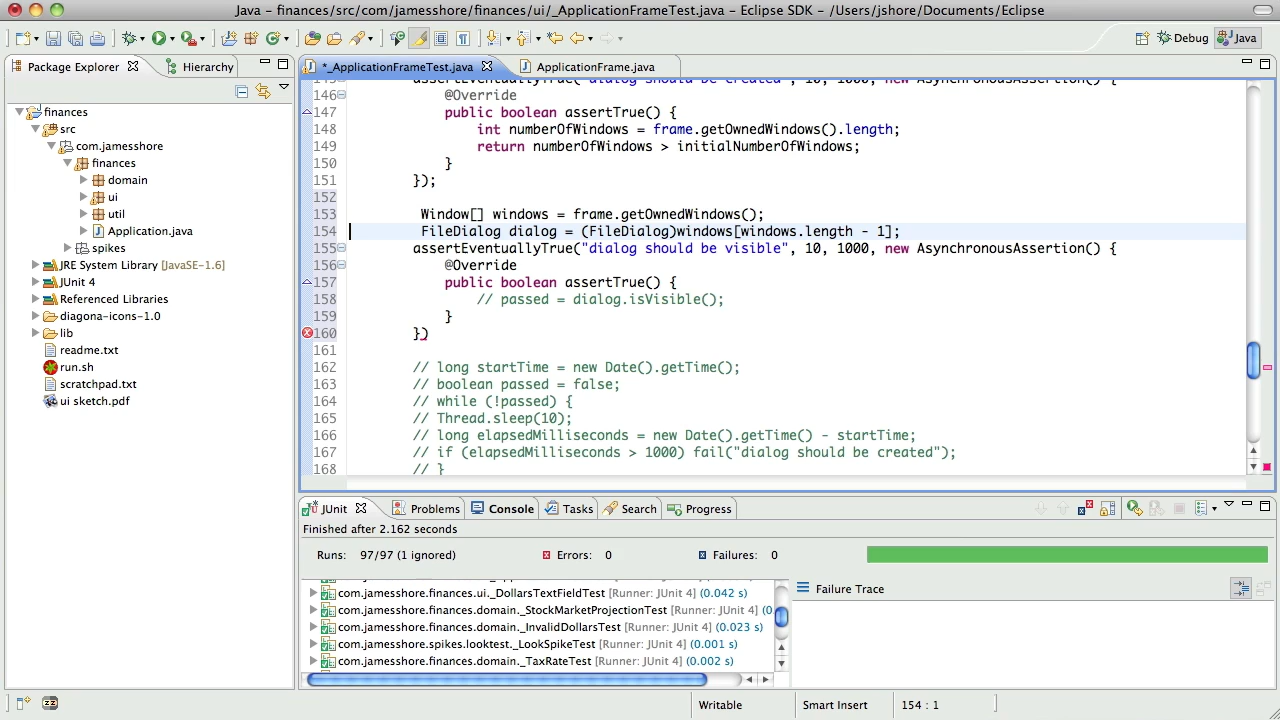 Java – finances/src/com/jamesshore/finances/ui/_ApplicationFrameTest.java – Eclipse SDK – /Users/jshore/Documents/Eclipse
Debug
Java
Package Explorer
Hierarchy
*_ApplicationFrameTest.java
ApplicationFrame.java
finances
src
com.jamesshore
finances
domain
ui
util
Application.java
spikes
JRE System Library [JavaSE-1.6]
JUnit 4
Referenced Libraries
diagona-icons-1.0
lib
readme.txt
run.sh
scratchpad.txt
ui sketch.pdf
145 assertEventuallyTrue("dialog should be created", 10, 1000, new AsynchronousAssertion() {
146 @Override
147 public boolean assertTrue() {
148 int numberOfWindows = frame.getOwnedWindows().length;
149 return numberOfWindows > initialNumberOfWindows;
150 }
151 });
152
153 Window[] windows = frame.getOwnedWindows();
154 FileDialog dialog = (FileDialog)windows[windows.length - 1];
155 assertEventuallyTrue("dialog should be visible", 10, 1000, new AsynchronousAssertion() {
156 @Override
157 public boolean assertTrue() {
158 // passed = dialog.isVisible();
159 }
160 })
161
162 // long startTime = new Date().getTime();
163 // boolean passed = false;
164 // while (!passed) {
165 // Thread.sleep(10);
166 // long elapsedMilliseconds = new Date().getTime() - startTime;
167 // if (elapsedMilliseconds > 1000) fail("dialog should be created");
168 // }
JUnit
Problems
Console
Tasks
Search
Progress
Finished after 2.162 seconds
Runs: 97/97 (1 ignored)
Errors: 0
Failures: 0
com.jamesshore.finances.ui._DollarsTextFieldTest [Runner: JUnit 4] (0.042 s)
com.jamesshore.finances.domain._StockMarketProjectionTest [Runner: JUnit 4] (0
com.jamesshore.finances.domain._InvalidDollarsTest [Runner: JUnit 4] (0.023 s)
com.jamesshore.spikes.looktest._LookSpikeTest [Runner: JUnit 4] (0.001 s)
com.jamesshore.finances.domain._TaxRateTest [Runner: JUnit 4] (0.002 s)
Failure Trace
Writable
Smart Insert
154 : 1